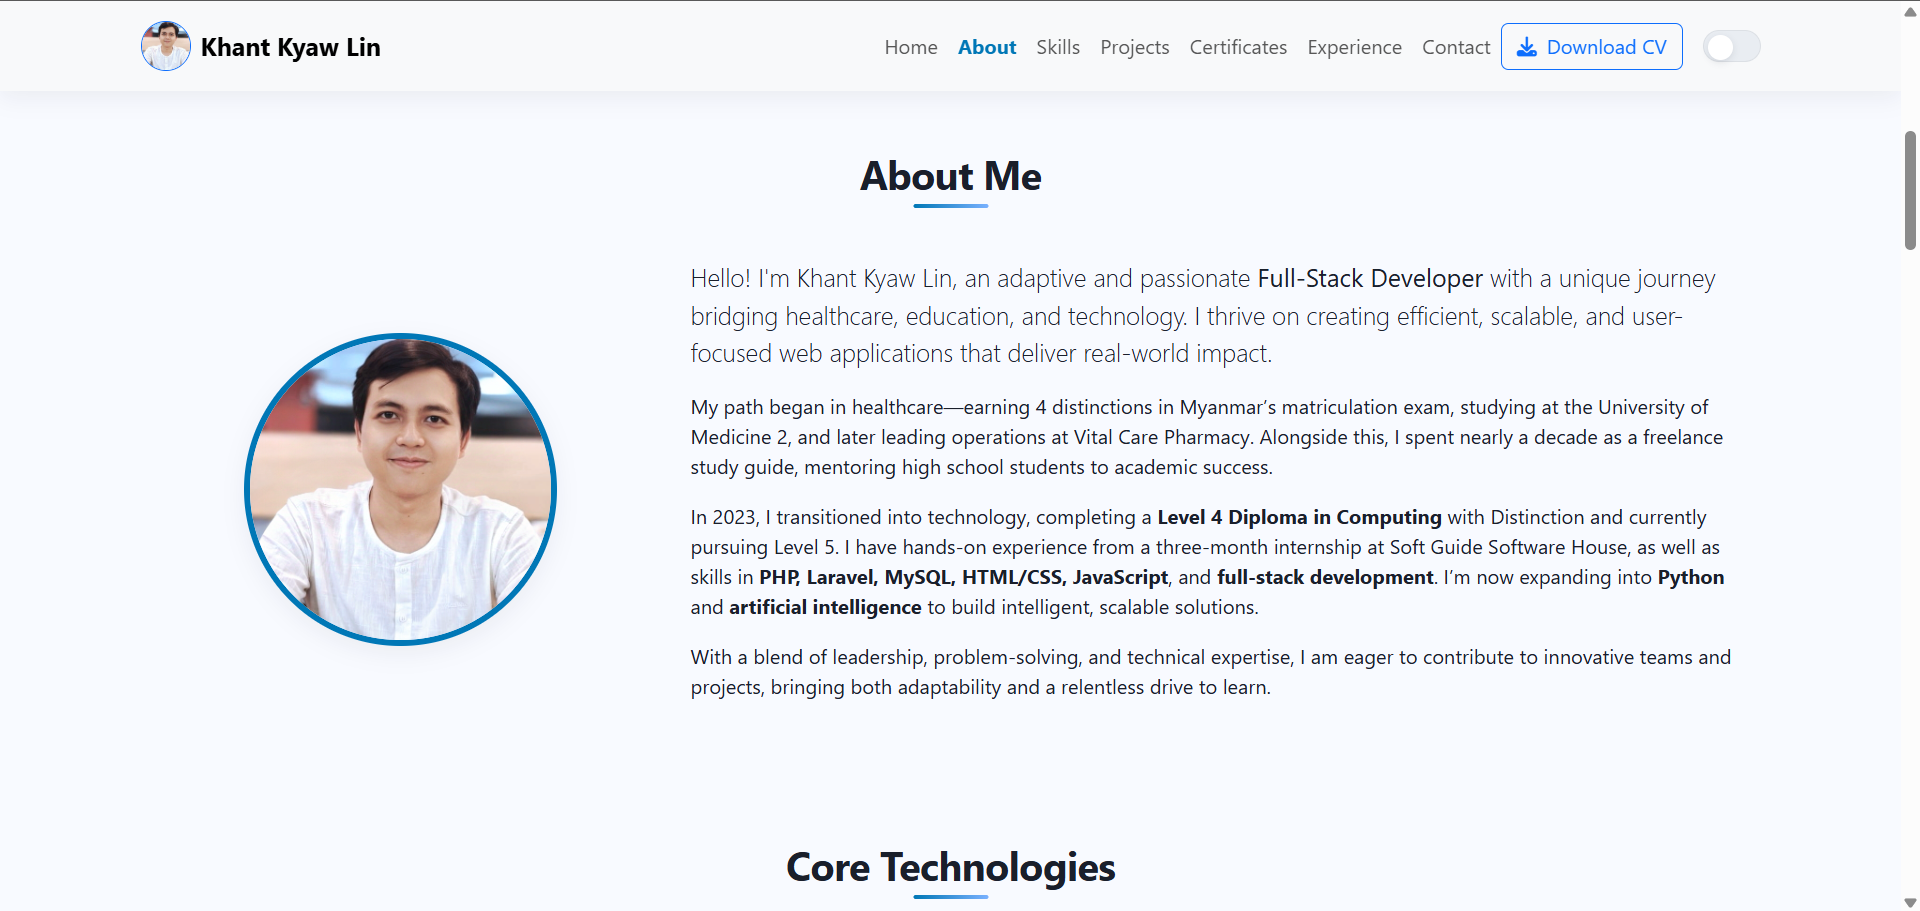 Khant Kyaw Lin
Home About Skills Projects Certificates Experience Contact Download CV
About Me
Hello! I'm Khant Kyaw Lin, an adaptive and passionate Full-Stack Developer with a unique journey
bridging healthcare, education, and technology. I thrive on creating efficient, scalable, and user-
focused web applications that deliver real-world impact.
My path began in healthcare—earning 4 distinctions in Myanmar’s matriculation exam, studying at the University of
Medicine 2, and later leading operations at Vital Care Pharmacy. Alongside this, I spent nearly a decade as a freelance
study guide, mentoring high school students to academic success.
In 2023, I transitioned into technology, completing a Level 4 Diploma in Computing with Distinction and currently
pursuing Level 5. I have hands-on experience from a three-month internship at Soft Guide Software House, as well as
skills in PHP, Laravel, MySQL, HTML/CSS, JavaScript, and full-stack development. I’m now expanding into Python
and artificial intelligence to build intelligent, scalable solutions.
With a blend of leadership, problem-solving, and technical expertise, I am eager to contribute to innovative teams and
projects, bringing both adaptability and a relentless drive to learn.
Core Technologies